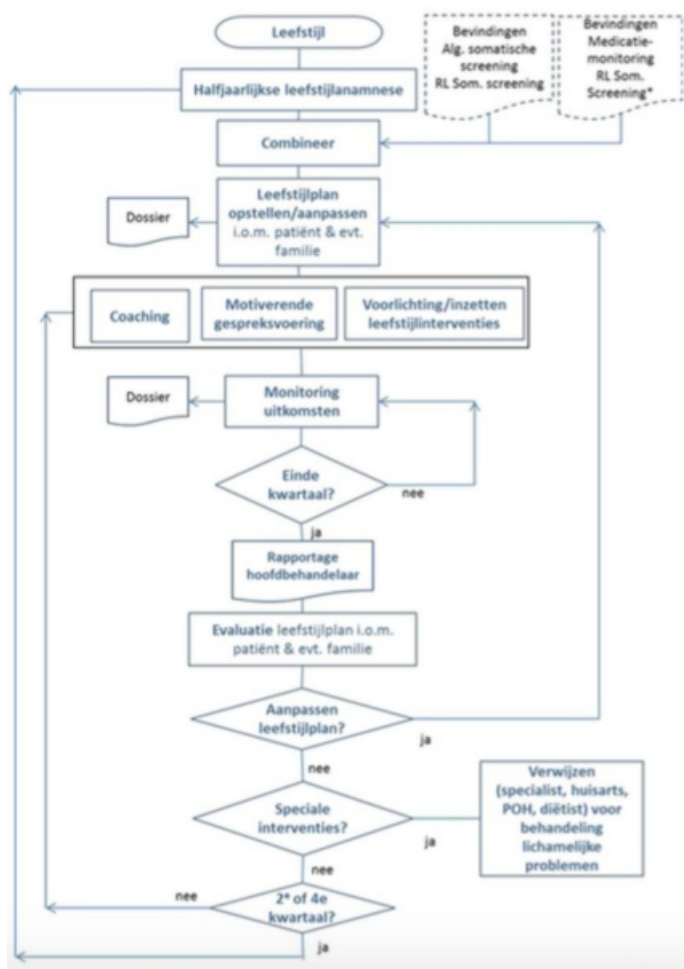 Leefstijl
Bevindingen
Alg. somatische
screening
RL Som. screening
Bevindingen
Medicatie-
monitoring
RL Som.
Screening*
Halfjaarlijkse leefstijlanamnese
Combineer
Dossier
Leefstijlplan
opstellen/aanpassen
i.o.m. patiënt & evt.
familie
Coaching
Motiverende
gespreksvoering
Voorlichting/inzetten
leefstijlinterventies
Dossier
Monitoring
uitkomsten
Einde
kwartaal?
nee
ja
Rapportage
hoofdbehandelaar
Evaluatie leefstijlplan i.o.m.
patiënt & evt. familie
Aanpassen
leefstijlplan?
ja
nee
Speciale
interventies?
ja
Verwijzen
(specialist, huisarts,
POH, diëtist) voor
behandeling
lichamelijke
problemen
nee
nee
2e of 4e
kwartaal?
ja